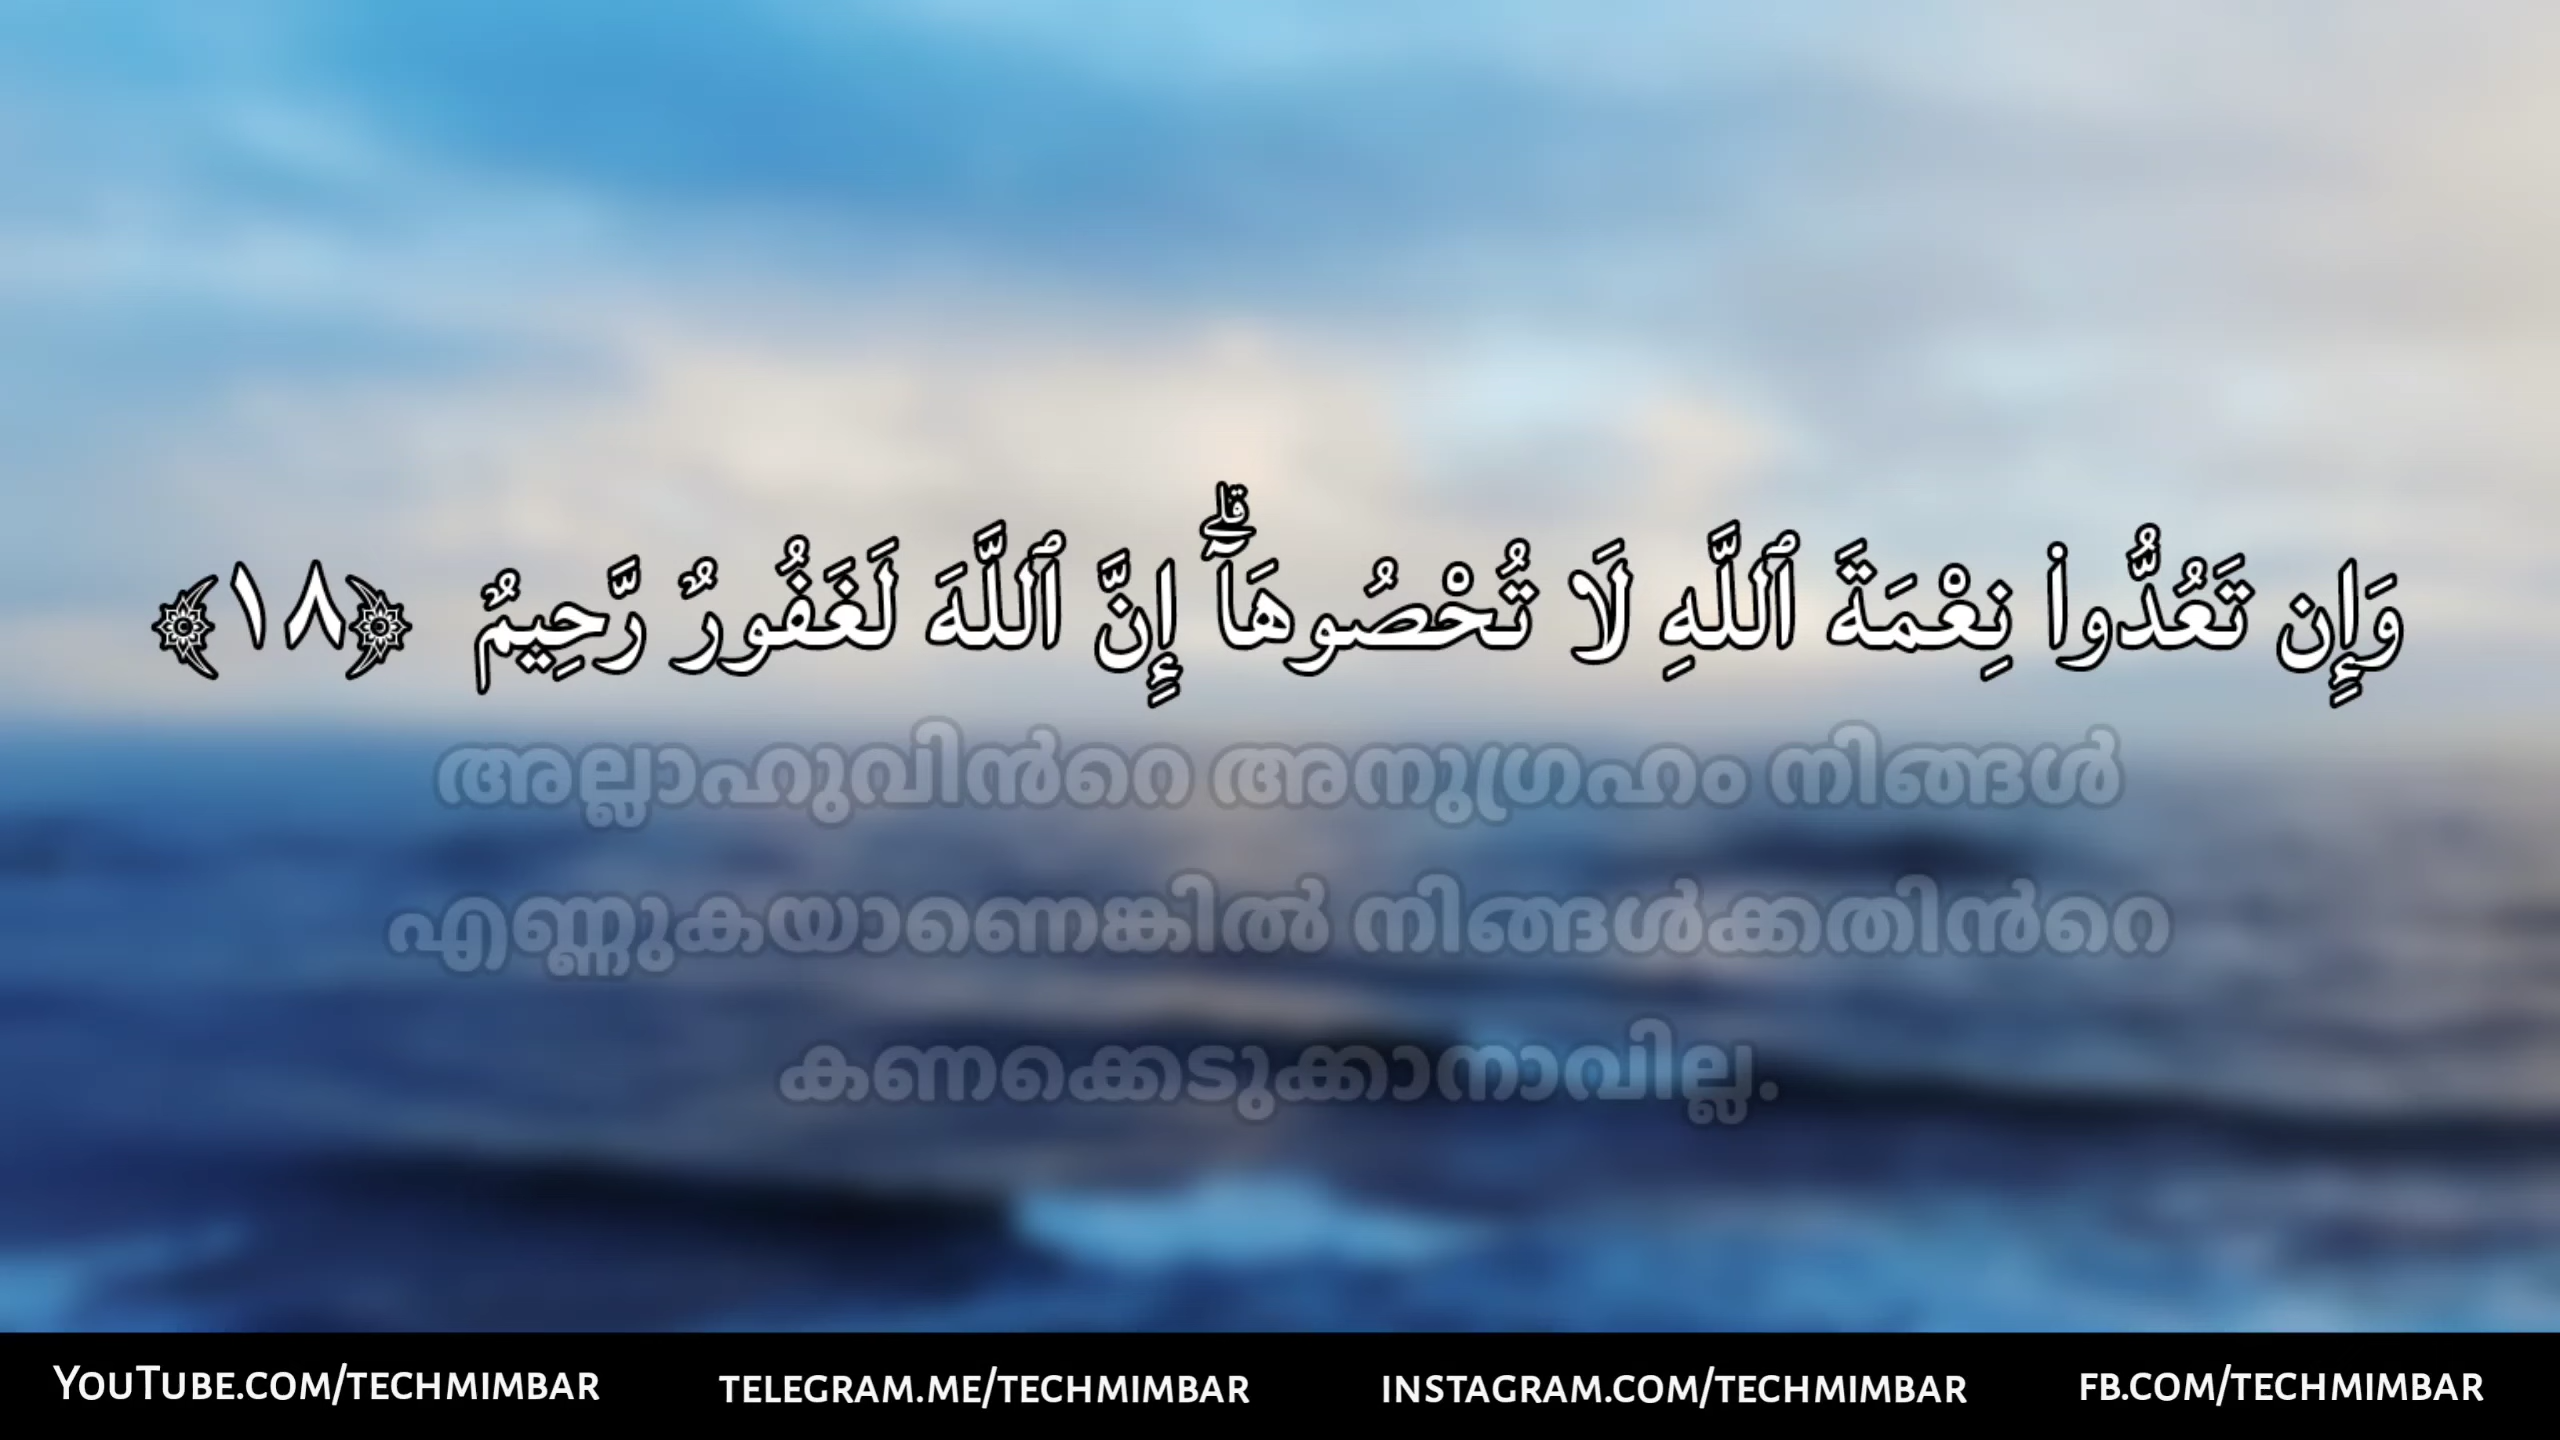 وَإِن تَعُدُّوا۟ نِعْمَةَ ٱللَّهِ لَا تُحْصُوهَآ ۗ إِنَّ ٱللَّهَ لَغَفُورٌ رَّحِيمٌ ﴿١٨﴾
അല്ലാഹുവിൻറെ അനുഗ്രഹം നിങ്ങൾ
എണ്ണുകയാണെങ്കിൽ നിങ്ങൾക്കതിൻറെ
കണക്കെടുക്കാനാവില്ല.
YouTube.com/techmimbar telegram.me/techmimbar instagram.com/techmimbar fb.com/techmimbar